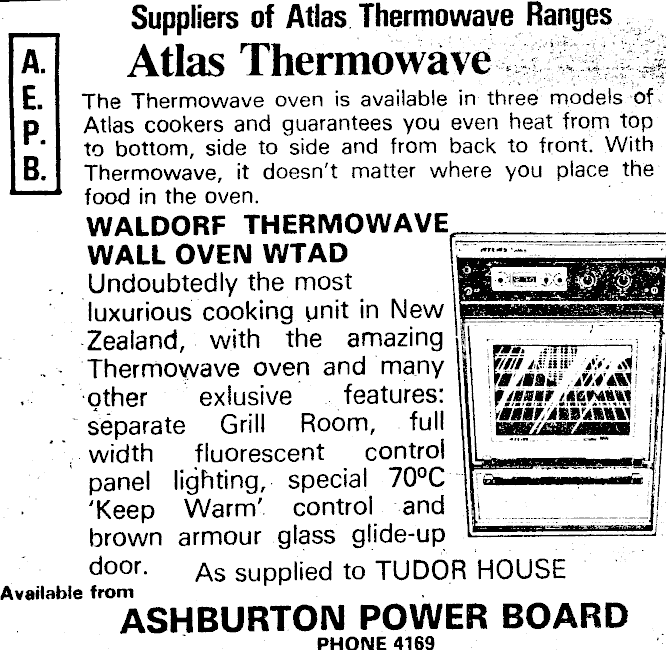 Suppliers of Atlas Thermowave Ranges
A.
E.
P.
B.
Atlas Thermowave
The Thermowave oven is available in three models of
Atlas cookers and guarantees you even heat from top
to bottom, side to side and from back to front. With
Thermowave, it doesn't matter where you place the
food in the oven.
WALDORF THERMOWAVE
WALL OVEN WTAD
Undoubtedly the most
luxurious cooking unit in New
Zealand, with the amazing
Thermowave oven and many
other exlusive features:
separate Grill Room, full
width fluorescent control
panel lighting, special 70ºC
'Keep Warm' control and
brown armour glass glide-up
door.
As supplied to TUDOR HOUSE
Available from
ASHBURTON POWER BOARD
PHONE 4169